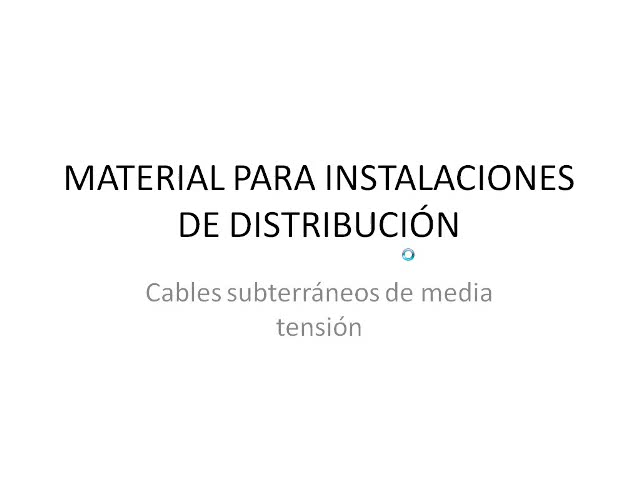 MATERIAL PARA INSTALACIONES
DE DISTRIBUCIÓN
Cables subterráneos de media
tensión